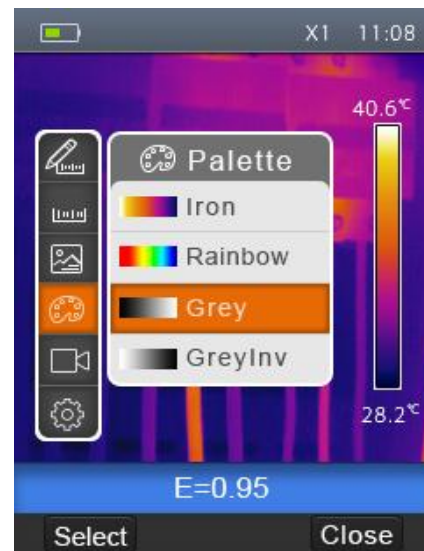 X1 11:08
40.6℃
Palette
Iron
Rainbow
Grey
GreyInv
28.2℃
E=0.95
Select Close